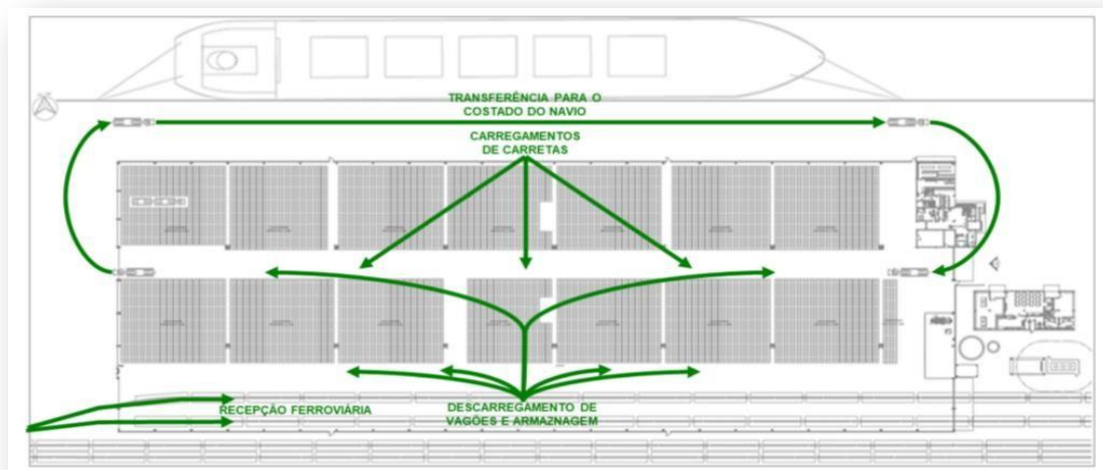 TRANSFERÊNCIA PARA O
COSTADO DO NAVIO
CARREGAMENTOS
DE CARRETAS
RECEPÇÃO FERROVIÁRIA
DESCARREGAMENTO DE
VAGÕES E ARMAZNAGEM